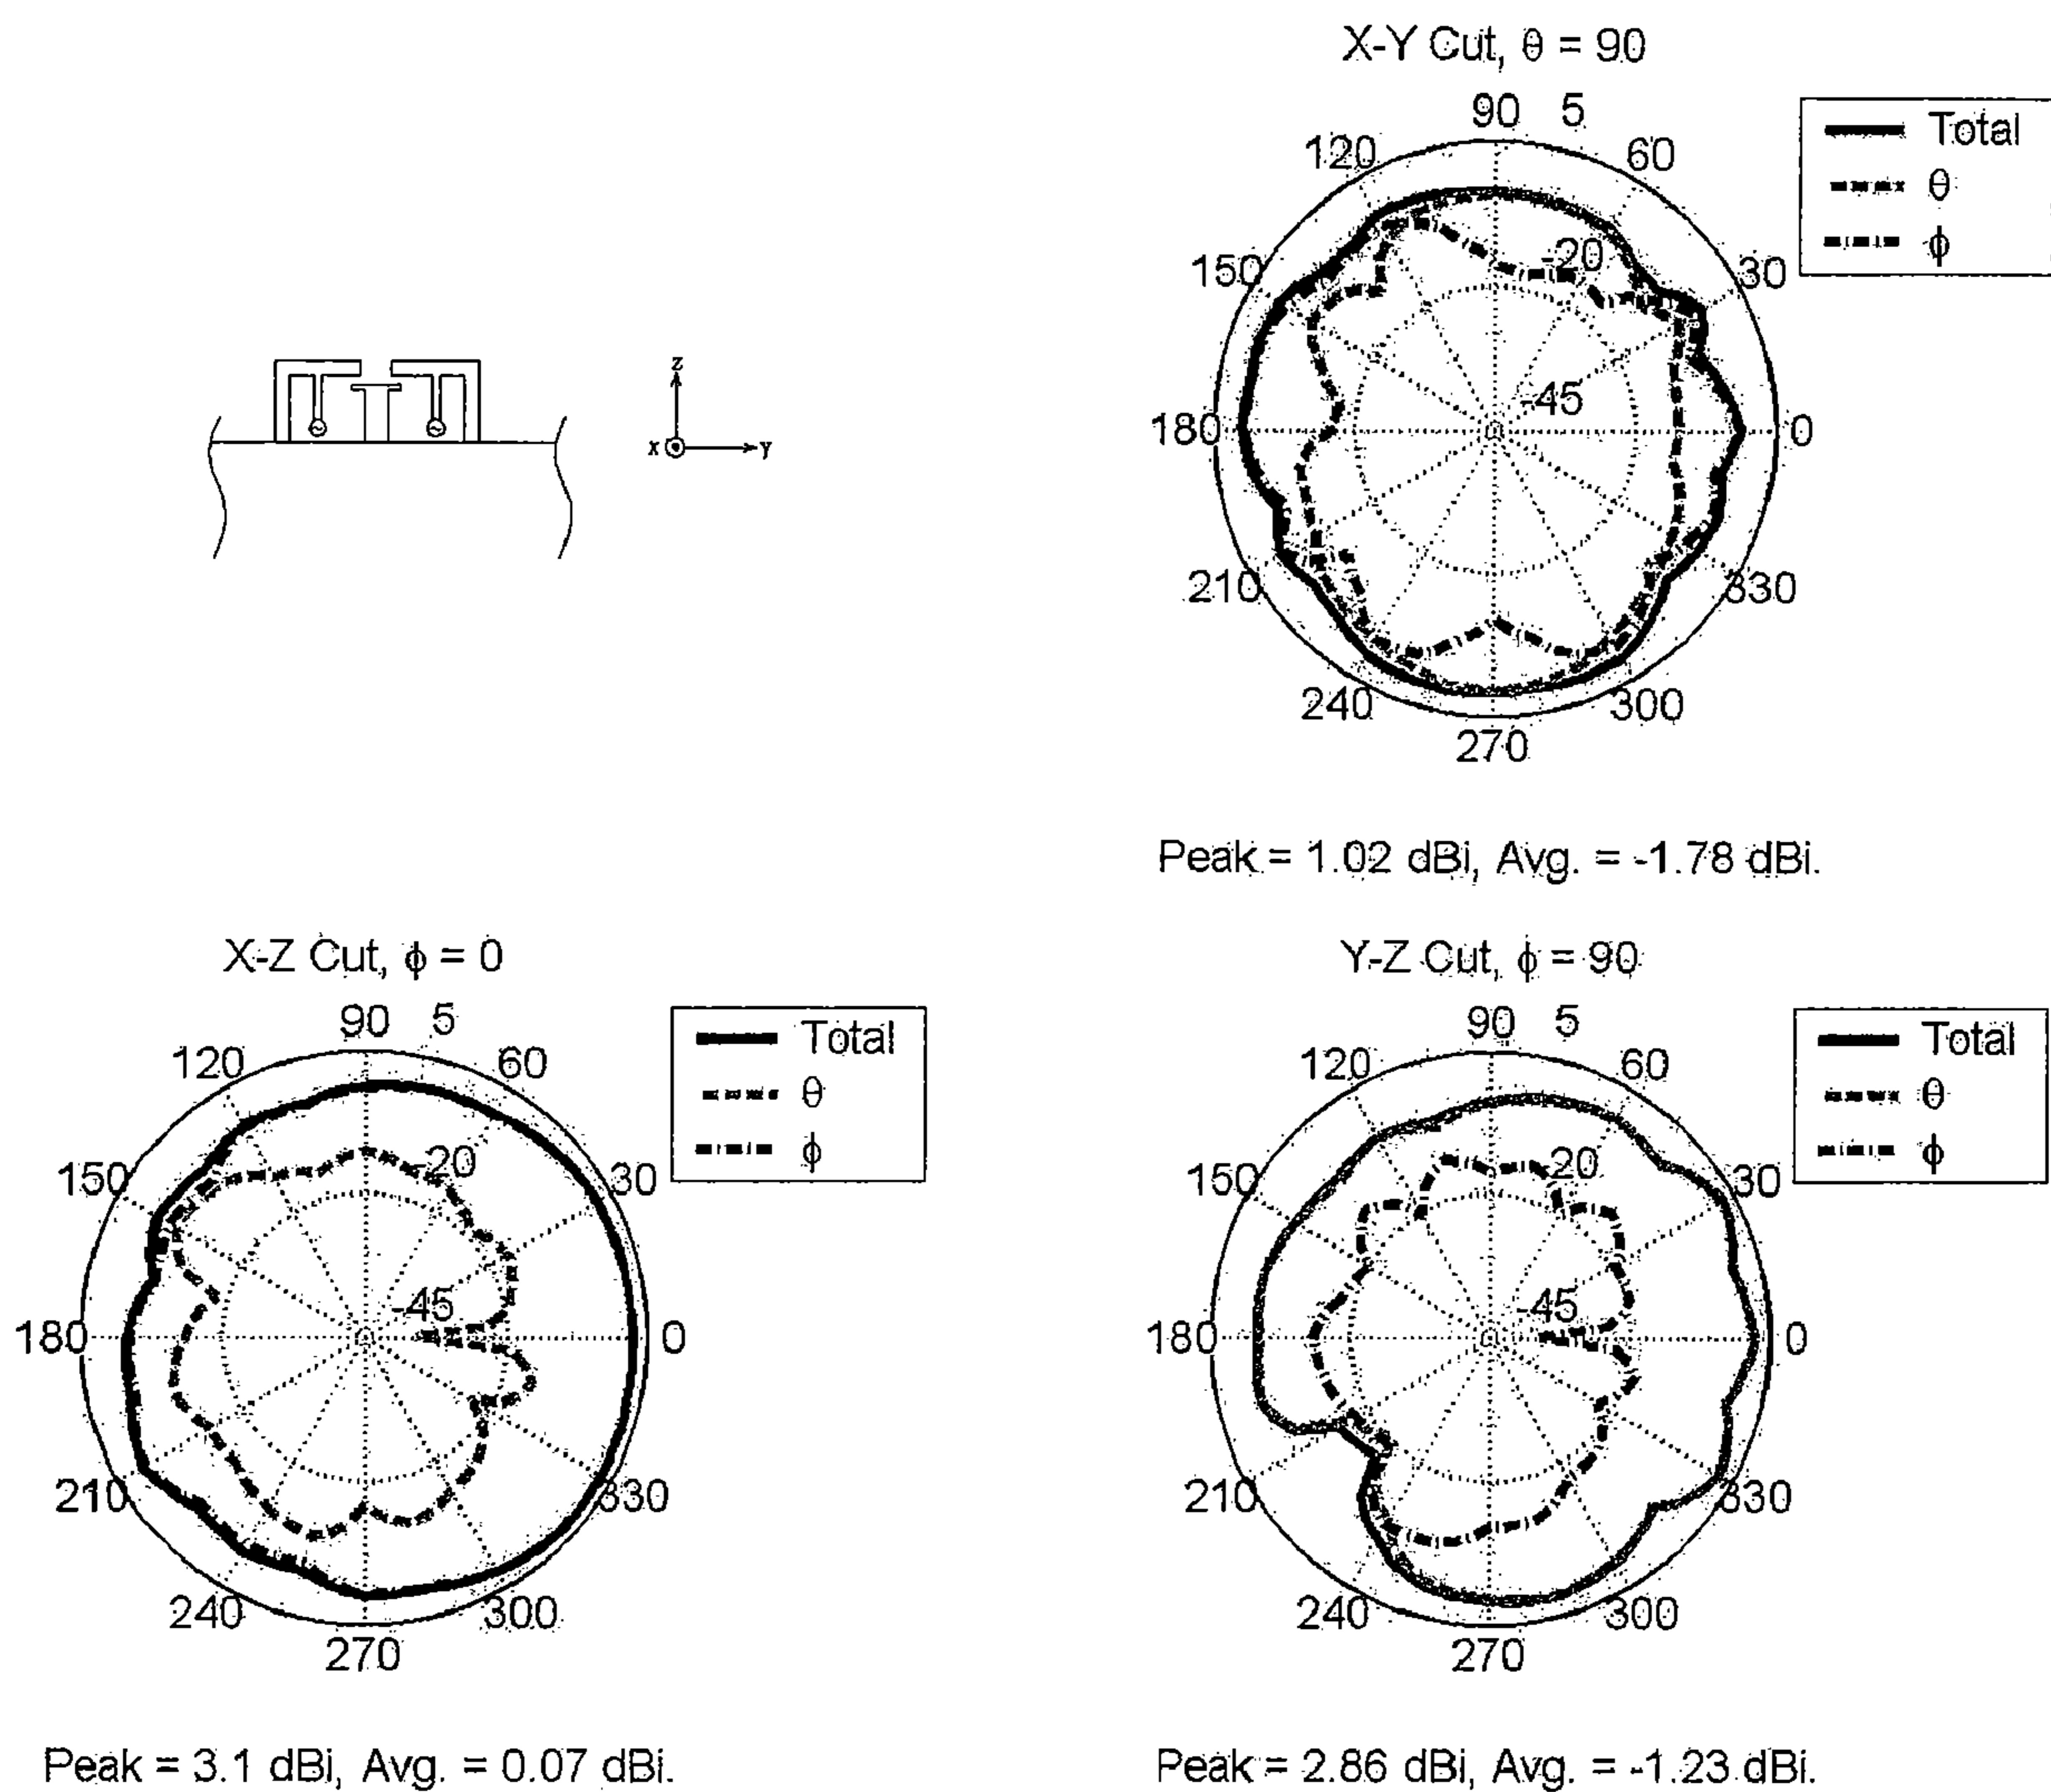 X-Y Cut, θ = 90
90 5
120 60
Total
θ
ϕ
150 -20 30
-45
180 0
210 330
240 300
270
z
x y
Peak = 1.02 dBi, Avg. = -1.78 dBi.
X-Z Cut, ϕ = 0
90 5
120 60
Total
θ
ϕ
150 -20 30
-45
180 0
210 330
240 300
270
Peak = 3.1 dBi, Avg. = 0.07 dBi.
Y-Z Cut, ϕ = 90
90 5
120 60
Total
θ
ϕ
150 -20 30
-45
180 0
210 330
240 300
270
Peak = 2.86 dBi, Avg. = -1.23 dBi.